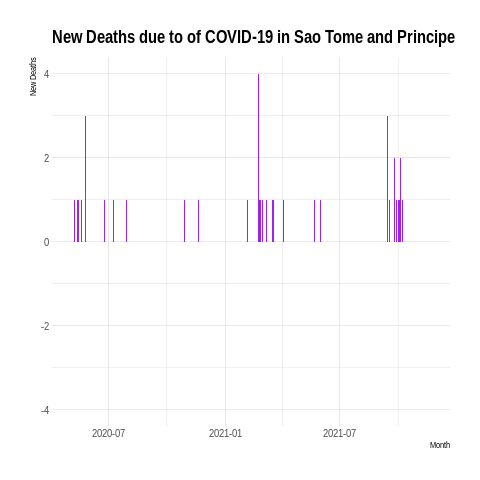 New Deaths due to of COVID-19 in Sao Tome and Principe
New Deaths
4
2
0
-2
-4
2020-07
2021-01
2021-07
Month